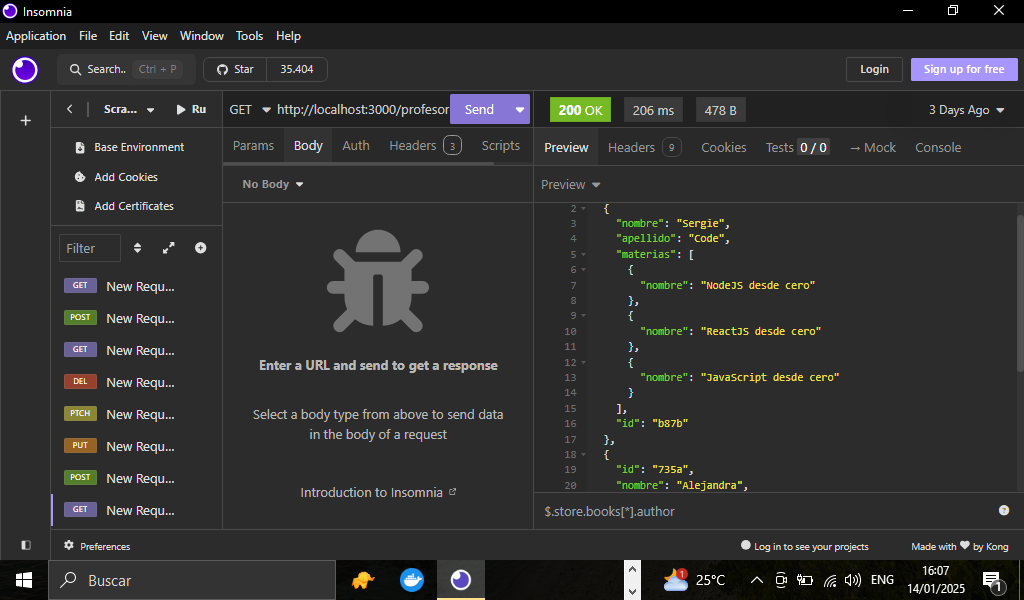 Insomnia
Application File Edit View Window Tools Help
Search.. Ctrl + P
Star 35.404
Login
Sign up for free
Scra...
Ru
Base Environment
Add Cookies
Add Certificates
Filter
GET New Requ...
POST New Requ...
GET New Requ...
DEL New Requ...
PTCH New Requ...
PUT New Requ...
POST New Requ...
GET New Requ...
GET http://localhost:3000/profesor Send
Params Body Auth Headers 3 Scripts
No Body
Enter a URL and send to get a response
Select a body type from above to send data
in the body of a request
Introduction to Insomnia
200 OK 206 ms 478 B 3 Days Ago
Preview Headers 9 Cookies Tests 0 / 0 → Mock Console
Preview
2 {
3 "nombre": "Sergie",
4 "apellido": "Code",
5 "materias": [
6 {
7 "nombre": "NodeJS desde cero"
8 },
9 {
10 "nombre": "ReactJS desde cero"
11 },
12 {
13 "nombre": "JavaScript desde cero"
14 }
15 ],
16 "id": "b87b"
17 },
18 {
19 "id": "735a",
20 "nombre": "Alejandra",
$.store.books[*].author
Preferences
Log in to see your projects
Made with ❤ by Kong
Buscar
1
25°C
ENG
16:07
14/01/2025
1